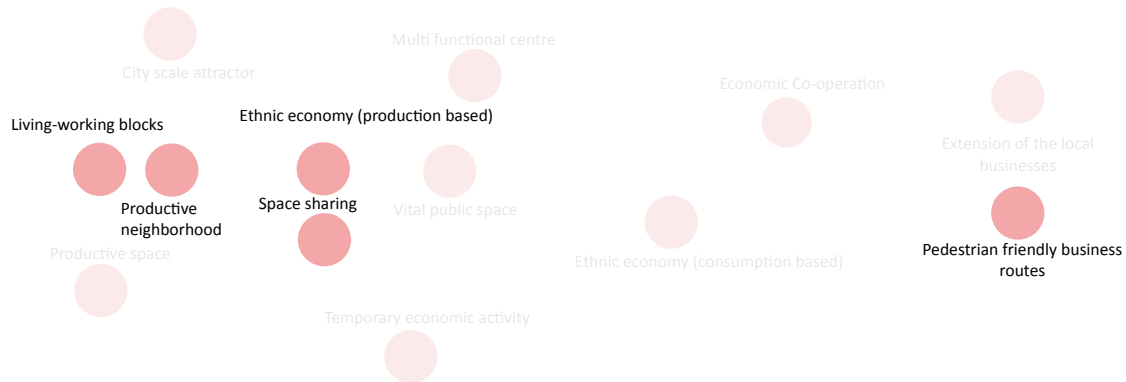 Multi functional centre
City scale attractor
Economic Co-operation
Ethnic economy (production based)
Living-working blocks
Extension of the local
businesses
Space sharing
Productive
neighborhood
Vital public space
Pedestrian friendly business
routes
Productive space
Ethnic economy (consumption based)
Temporary economic activity